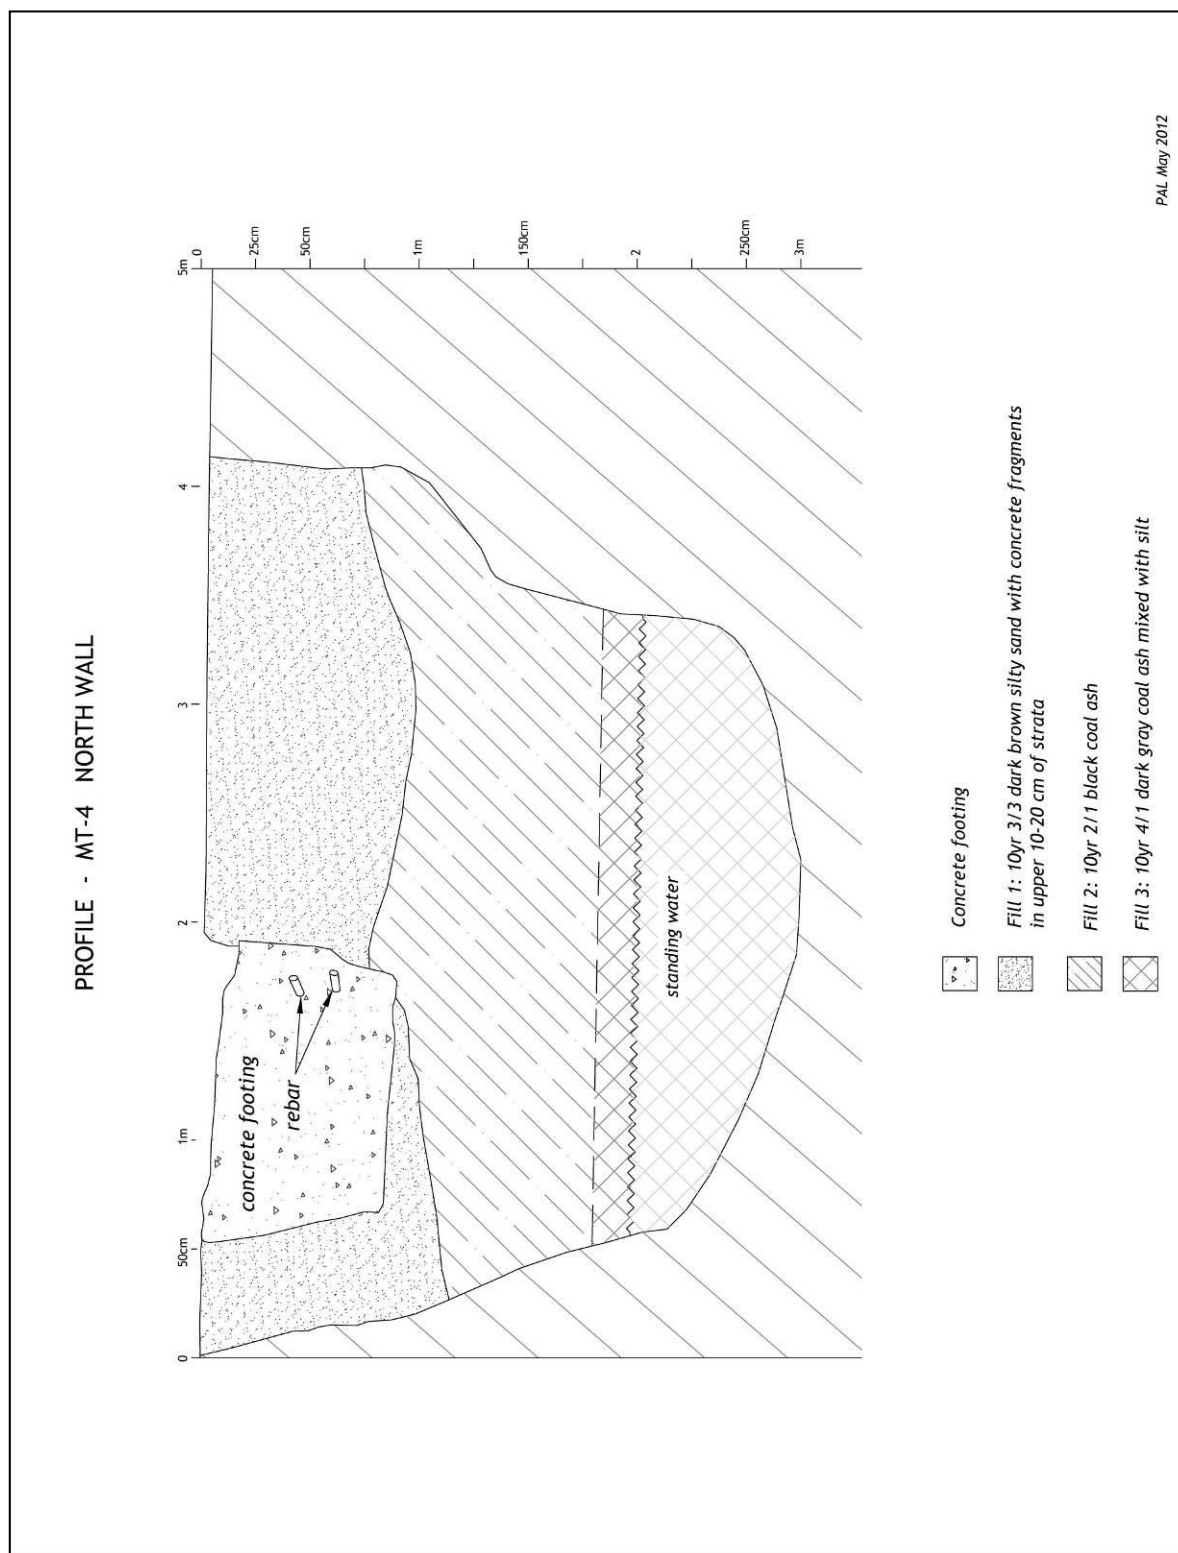 PROFILE - MT-4 NORTH WALL
0
50cm
1m
2
3
4
5m
0
25cm
50cm
1m
150cm
2
250cm
3m
concrete footing
rebar
standing water
Concrete footing
Fill 1: 10yr 3/3 dark brown silty sand with concrete fragments
in upper 10-20 cm of strata
Fill 2: 10yr 2/1 black coal ash
Fill 3: 10yr 4/1 dark gray coal ash mixed with silt
PAL May 2012